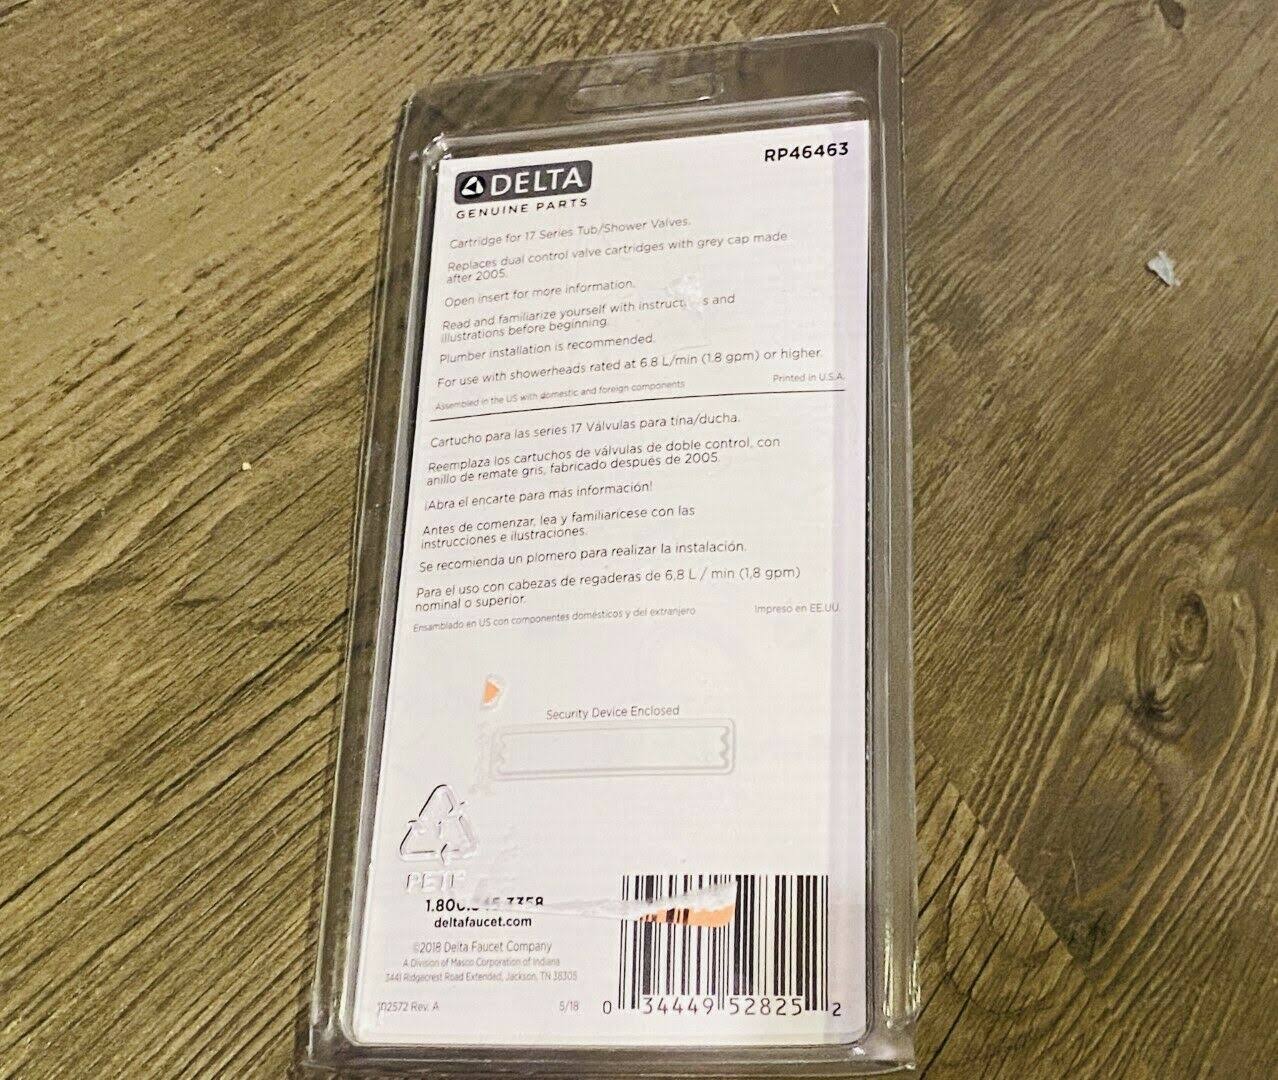 RP46463
DELTA
GENUINE PARTS
Cartridge for 17 Series Tub/Shower Valves.
Replaces dual control valve cartridges with grey cap made
after 2005.
Open insert for more information.
Read and familiarize yourself with s and
illustrations before beginning.
Plumber installation is recommended.
For use with showerheads rated at 6.8 L/min (1.8 gpm) or higher.
Assembled in the US with domestic and foreign components
Printed in U.S.A.
Cartucho para las series 17 Válvulas para tina/ducha.
Reemplaza los cartuchos de válvulas de doble control, con
anillo de remate gris, fabricado después de 2005.
¡Abra el encarte para más información!
Antes de comenzar, lea y familiarícese con las
instrucciones e ilustraciones.
Se recomienda un plomero para realizar la instalación.
Para el uso con cabezas de regaderas de 6,8 L / min (1,8 gpm)
nominal o superior.
Ensamblado en US con componentes domésticos y del extranjero
Impreso en EE.UU.
Security Device Enclosed
1
PETE
deltafaucet.com
©2018 Delta Faucet Company
A Division of Masco Corporation of Indiana
3441 Ridgecrest Road Extended, Jackson, TN 38305
102572 Rev. A
5/18
0 34449 52825 2